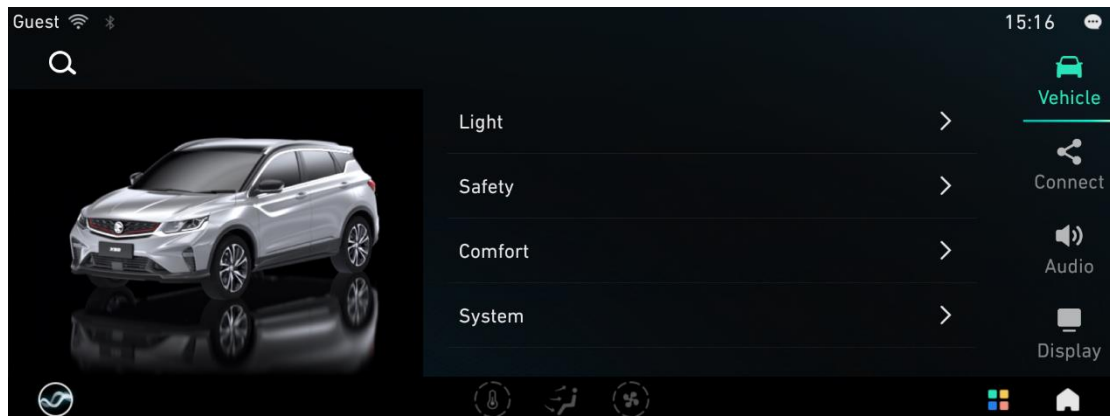 Guest
15:16
Vehicle
Light
Safety
Connect
Comfort
Audio
System
Display